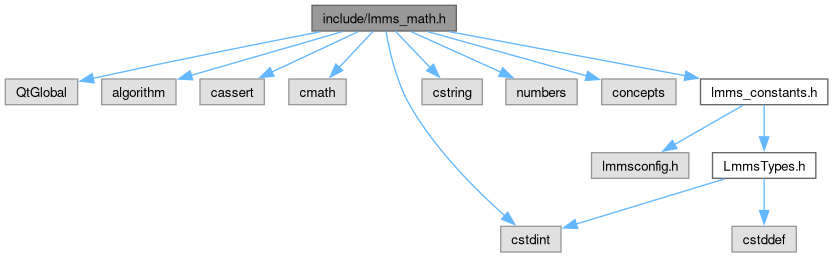 include/lmms_math.h
QtGlobal
algorithm
cassert
cmath
cstring
numbers
concepts
lmms_constants.h
lmmsconfig.h
LmmsTypes.h
cstdint
cstddef